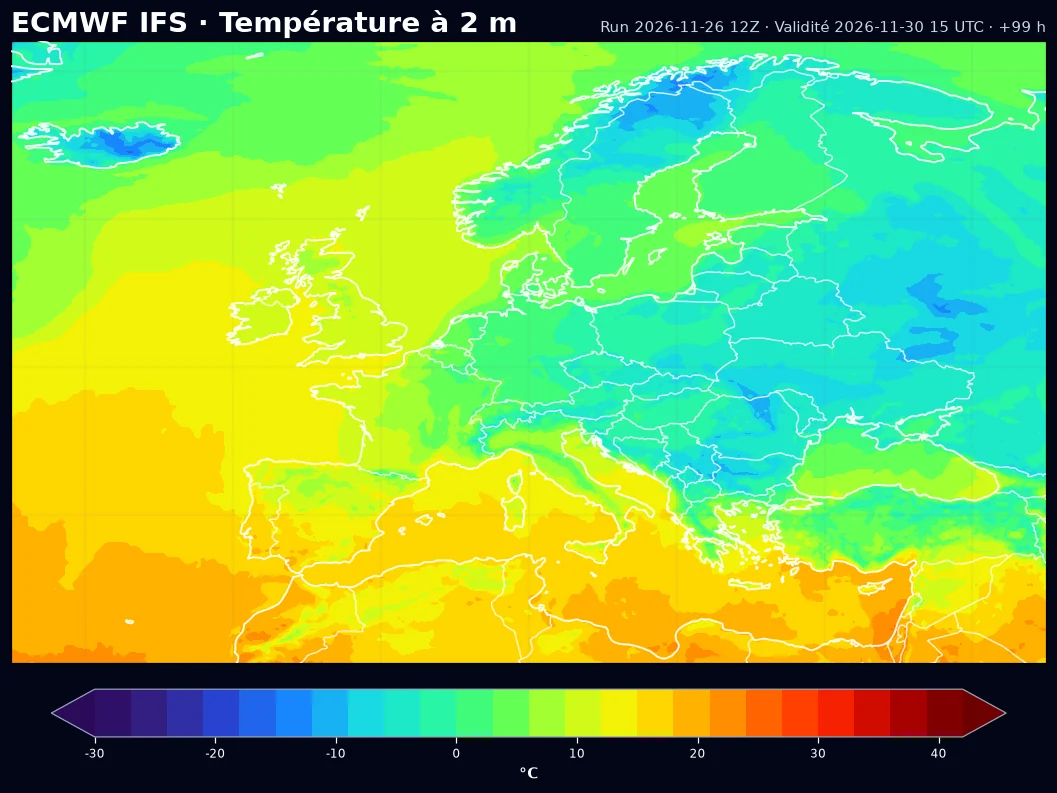 ECMWF IFS · Température à 2 m
Run 2026-11-26 12Z · Validité 2026-11-30 15 UTC · +99 h
-30 -20 -10 0 10 20 30 40
°C